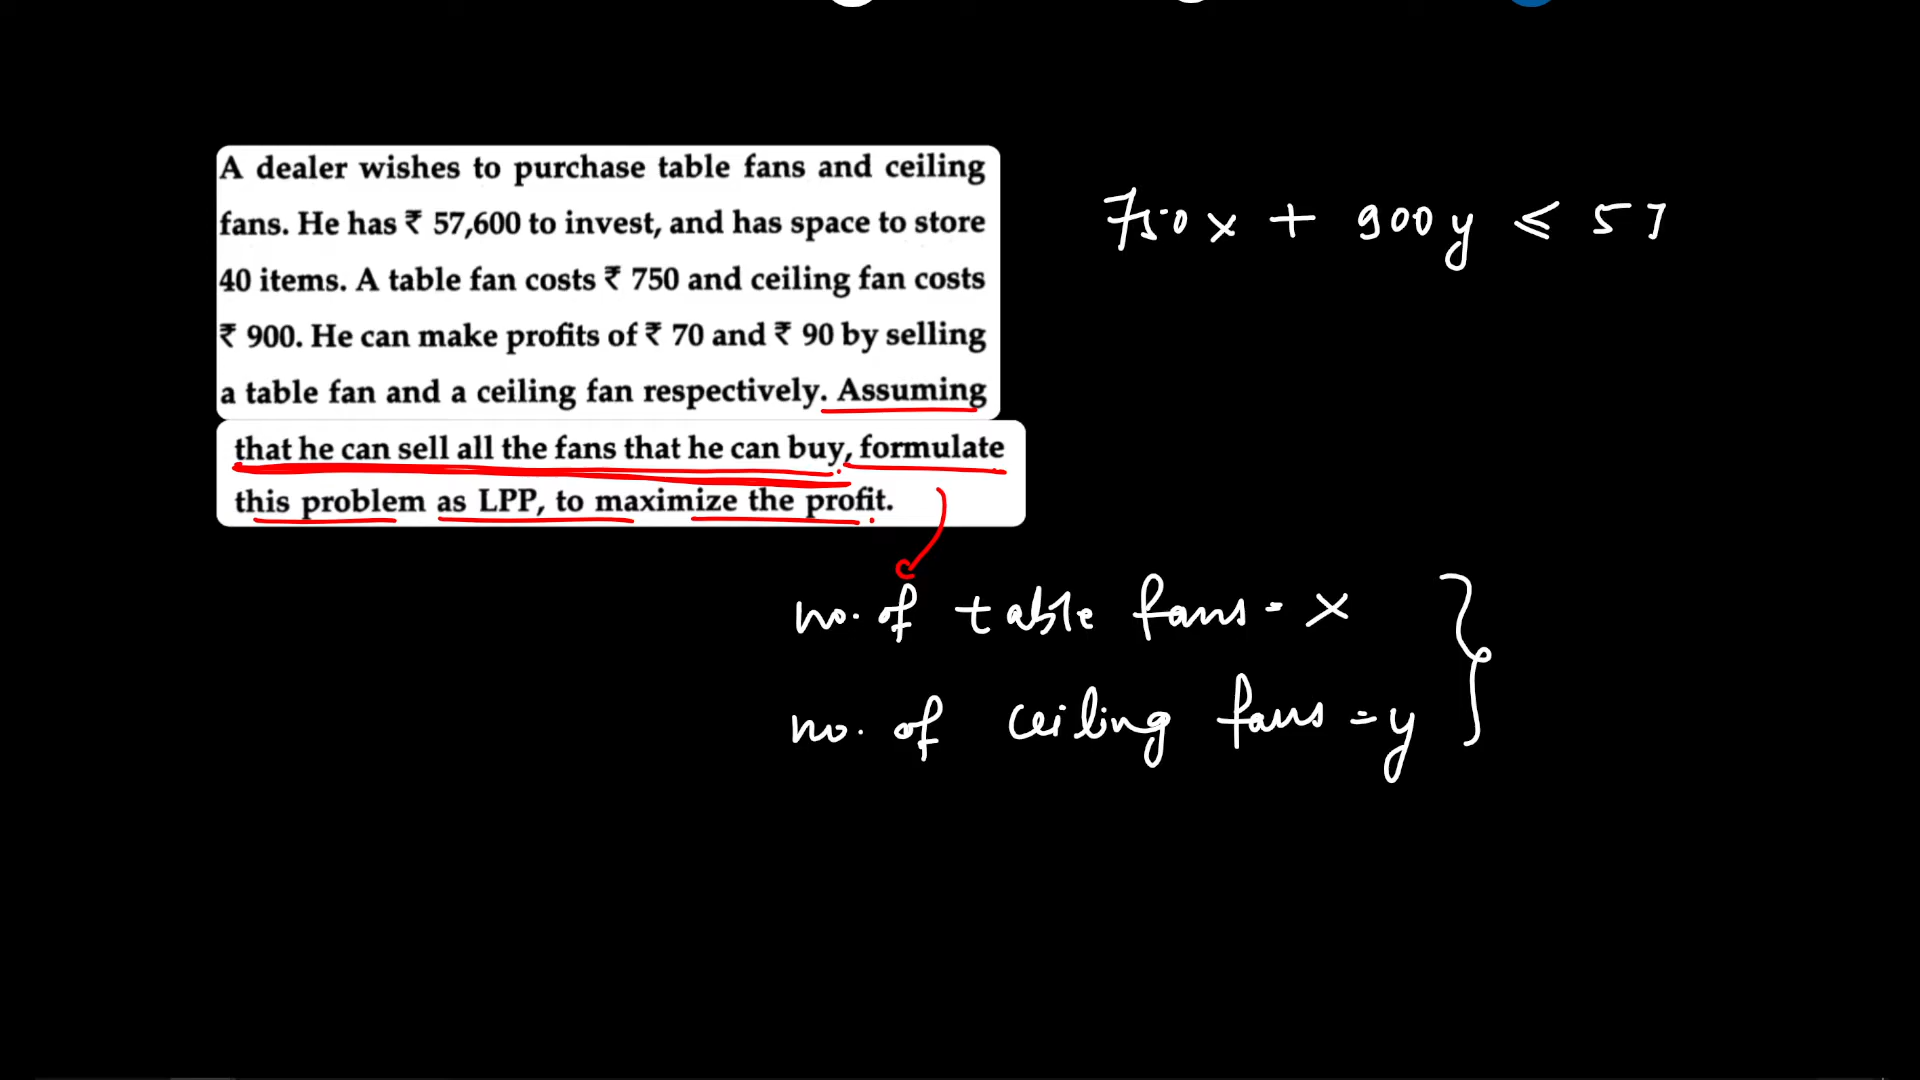 A dealer wishes to purchase table fans and ceiling
fans. He has ₹ 57,600 to invest, and has space to store
40 items. A table fan costs ₹ 750 and ceiling fan costs
₹ 900. He can make profits of ₹ 70 and ₹ 90 by selling
a table fan and a ceiling fan respectively. Assuming
that he can sell all the fans that he can buy, formulate
this problem as LPP, to maximize the profit.
750x + 900y ≤ 57
no. of table fans = x
no. of ceiling fans = y